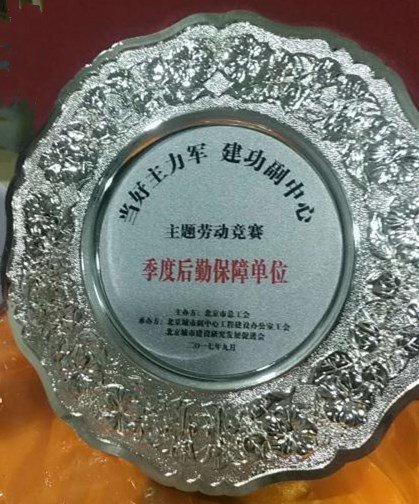 当好主力军 建功副中心
主题劳动竞赛
季度后勤保障单位
主办方：北京市总工会
承办方：北京城市副中心工程建设办公室工会
北京城市建设研究发展促进会
二〇一七年九月